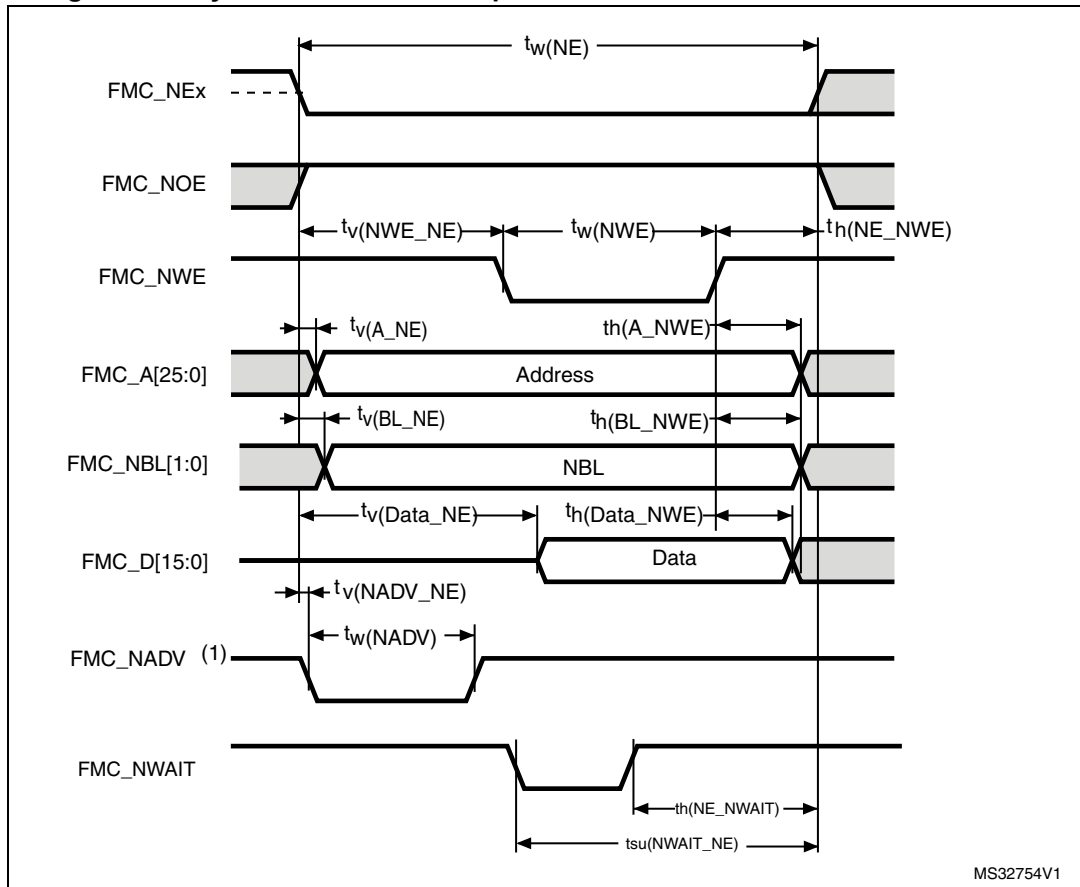 tw(NE)
FMC_NEx
FMC_NOE
tv(NWE_NE) tw(NWE) th(NE_NWE)
FMC_NWE
tv(A_NE) th(A_NWE)
FMC_A[25:0] Address
tv(BL_NE) th(BL_NWE)
FMC_NBL[1:0] NBL
tv(Data_NE) th(Data_NWE)
FMC_D[15:0] Data
tv(NADV_NE)
tw(NADV)
FMC_NADV (1)
FMC_NWAIT
th(NE_NWAIT)
tsu(NWAIT_NE)
MS32754V1